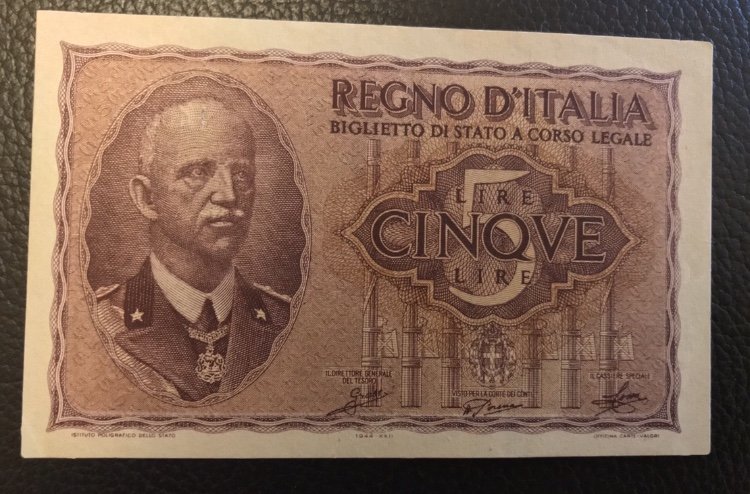 REGNO D'ITALIA
BIGLIETTO DI STATO A CORSO LEGALE
LIRE
5
CINQVE
LIRE
IL DIRETTORE GENERALE
DEL TESORO
VISTO PER LA CORTE DEI CONTI
IL CASSIERE SPECIALE
ISTITUTO POLIGRAFICO DELLO STATO
1944 XXII
OFFICINA CARTE-VALORI